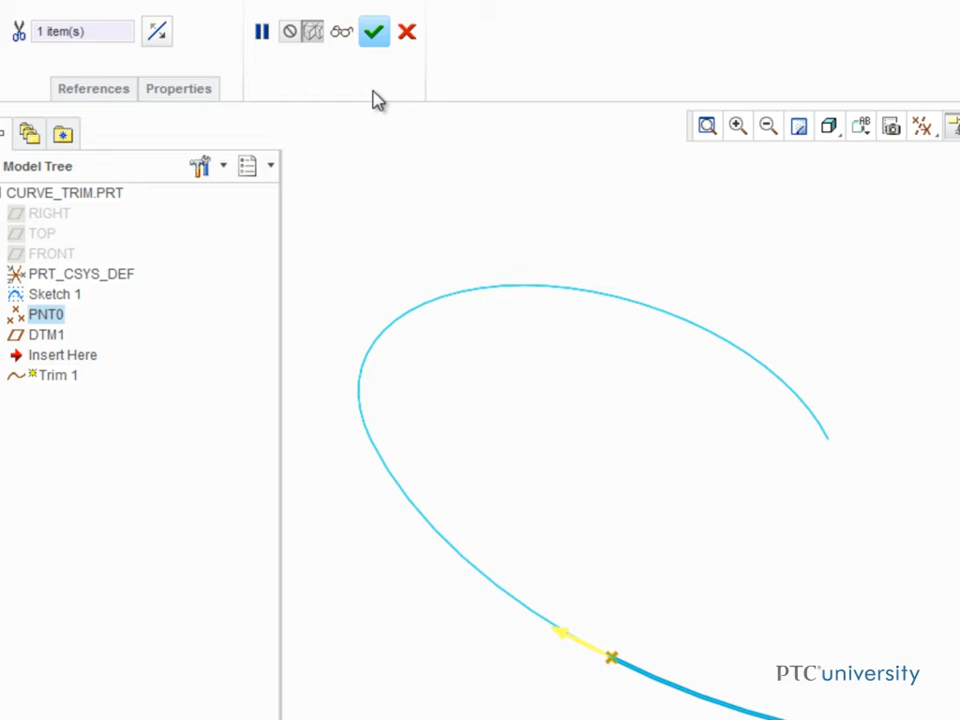 1 item(s)
References Properties
AB
Model Tree
CURVE_TRIM.PRT
RIGHT
TOP
FRONT
PRT_CSYS_DEF
Sketch 1
PNT0
DTM1
Insert Here
Trim 1
PTC university